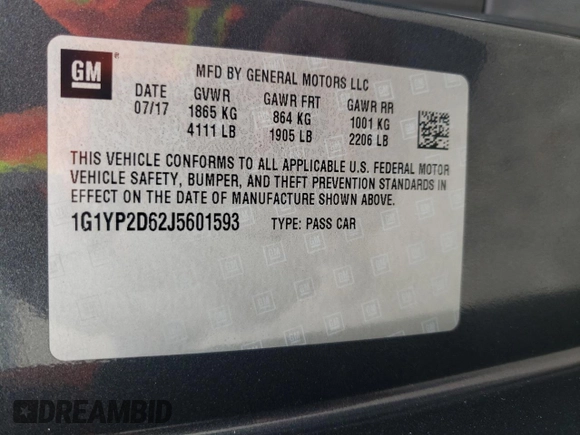 GM
MFD BY GENERAL MOTORS LLC
DATE GVWR GAWR FRT GAWR RR
07/17 1865 KG 864 KG 1001 KG
4111 LB 1905 LB 2206 LB
THIS VEHICLE CONFORMS TO ALL APPLICABLE U.S. FEDERAL MOTOR
VEHICLE SAFETY, BUMPER, AND THEFT PREVENTION STANDARDS IN
EFFECT ON THE DATE OF MANUFACTURE SHOWN ABOVE.
1G1YP2D62J5601593 TYPE: PASS CAR
DREAMBID